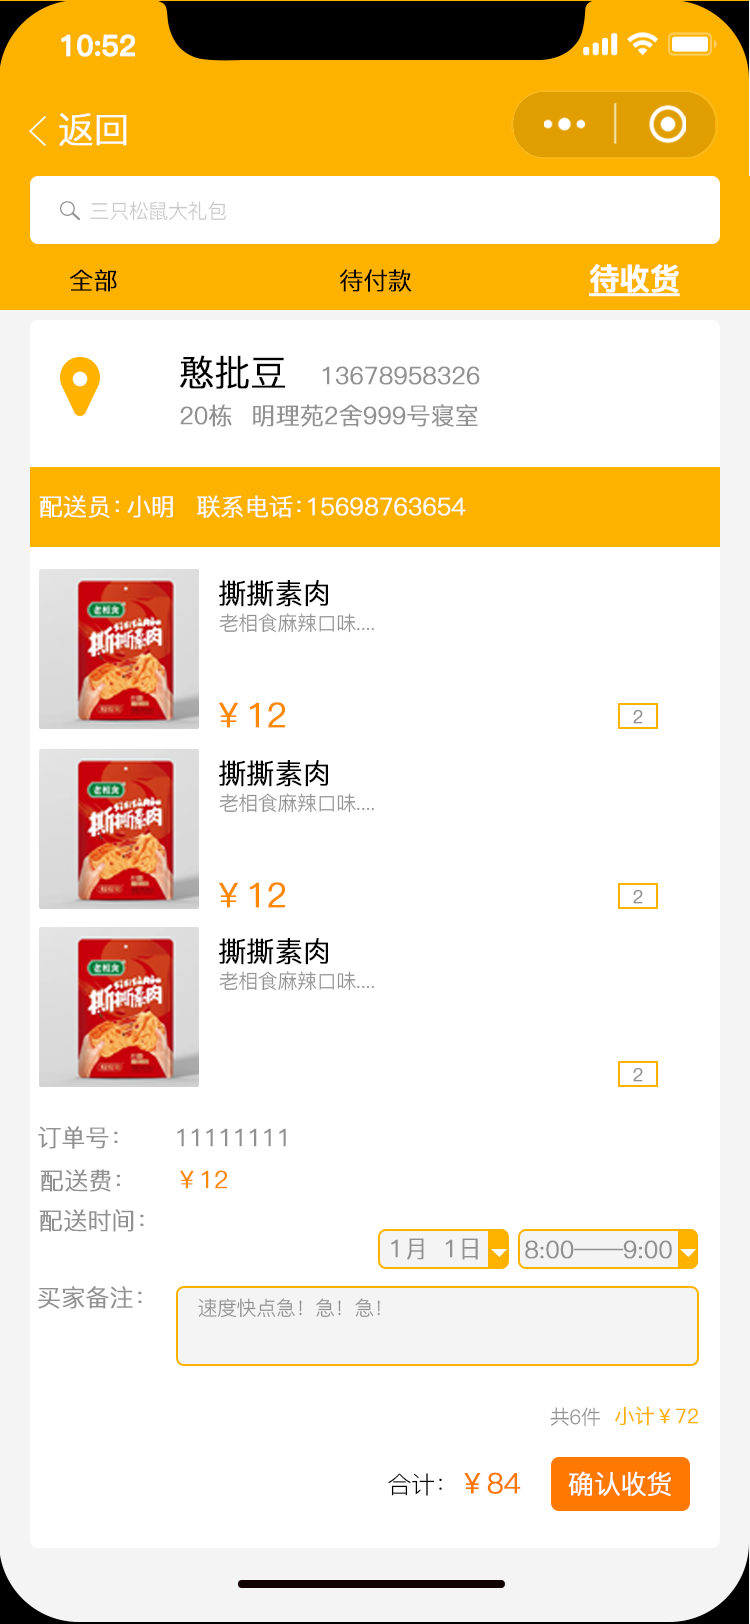 10:52
返回
三只松鼠大礼包
全部 待付款 待收货
憨批豆 13678958326
20栋 明理苑2舍999号寝室
配送员：小明 联系电话：15698763654
老相食
撕撕素肉
撕撕素肉
老相食麻辣口味....
¥ 12 2
老相食
撕撕素肉
撕撕素肉
老相食麻辣口味....
¥ 12 2
老相食
撕撕素肉
撕撕素肉
老相食麻辣口味....
2
订单号： 11111111
配送费： ¥ 12
配送时间：
1月 1日 8:00——9:00
买家备注： 速度快点急！急！急！
共6件 小计 ¥ 72
合计： ¥ 84 确认收货